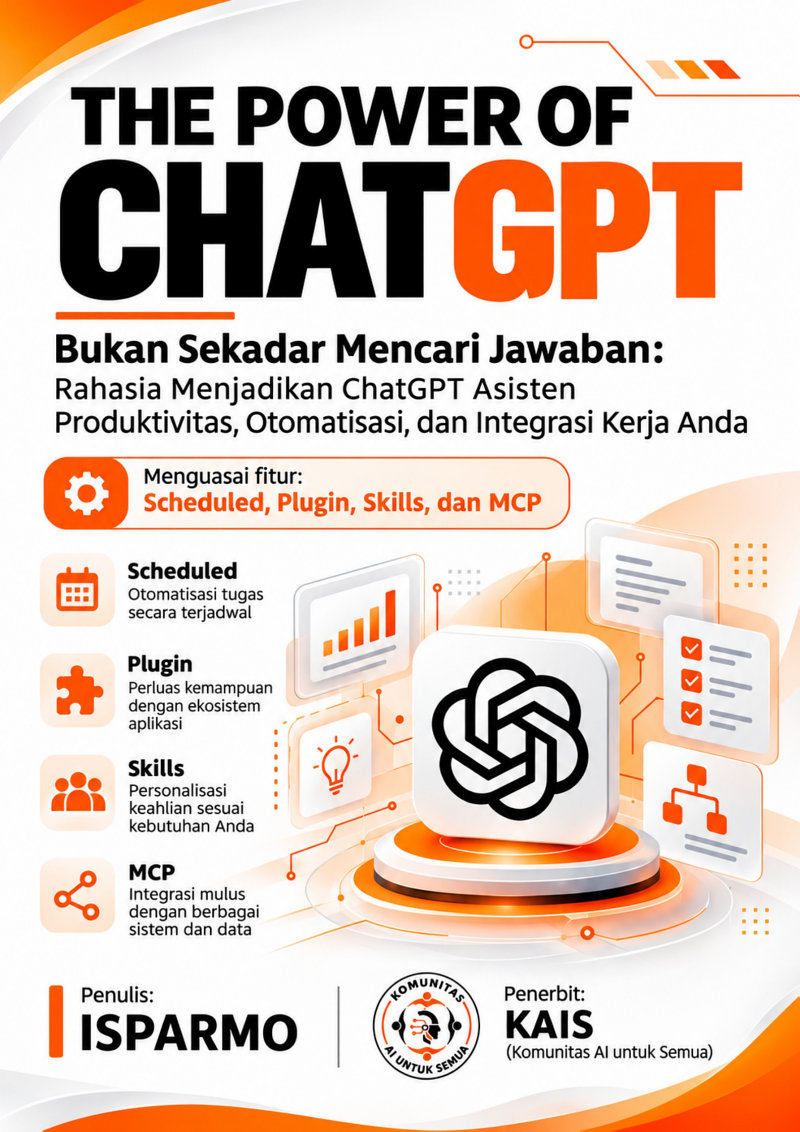 THE POWER OF
CHATGPT
Bukan Sekadar Mencari Jawaban:
Rahasia Menjadikan ChatGPT Asisten
Produktivitas, Otomatisasi, dan Integrasi Kerja Anda
Menguasai fitur:
Scheduled, Plugin, Skills, dan MCP
Scheduled
Otomatisasi tugas
secara terjadwal
Plugin
Perluas kemampuan
dengan ekosistem
aplikasi
Skills
Personalisasi
keahlian sesuai
kebutuhan Anda
MCP
Integrasi mulus
dengan berbagai
sistem dan data
Penulis:
ISPARMO
KOMUNITAS
AI UNTUK SEMUA
Penerbit:
KAIS
(Komunitas AI untuk Semua)